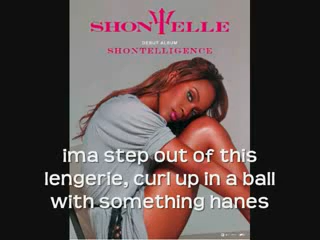 SHONTELLE
DEBUT ALBUM
SHONTELLIGENCE
ima step out of this
lengerie, curl up in a ball
with something hanes